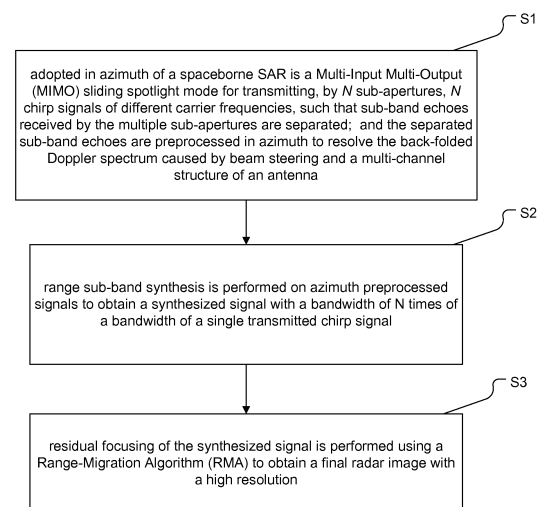 S1
adopted in azimuth of a spaceborne SAR is a Multi-Input Multi-Output
(MIMO) sliding spotlight mode for transmitting, by N sub-apertures, N
chirp signals of different carrier frequencies, such that sub-band echoes
received by the multiple sub-apertures are separated; and the separated
sub-band echoes are preprocessed in azimuth to resolve the back-folded
Doppler spectrum caused by beam steering and a multi-channel
structure of an antenna
S2
range sub-band synthesis is performed on azimuth preprocessed
signals to obtain a synthesized signal with a bandwidth of N times of
a bandwidth of a single transmitted chirp signal
S3
residual focusing of the synthesized signal is performed using a
Range-Migration Algorithm (RMA) to obtain a final radar image with
a high resolution